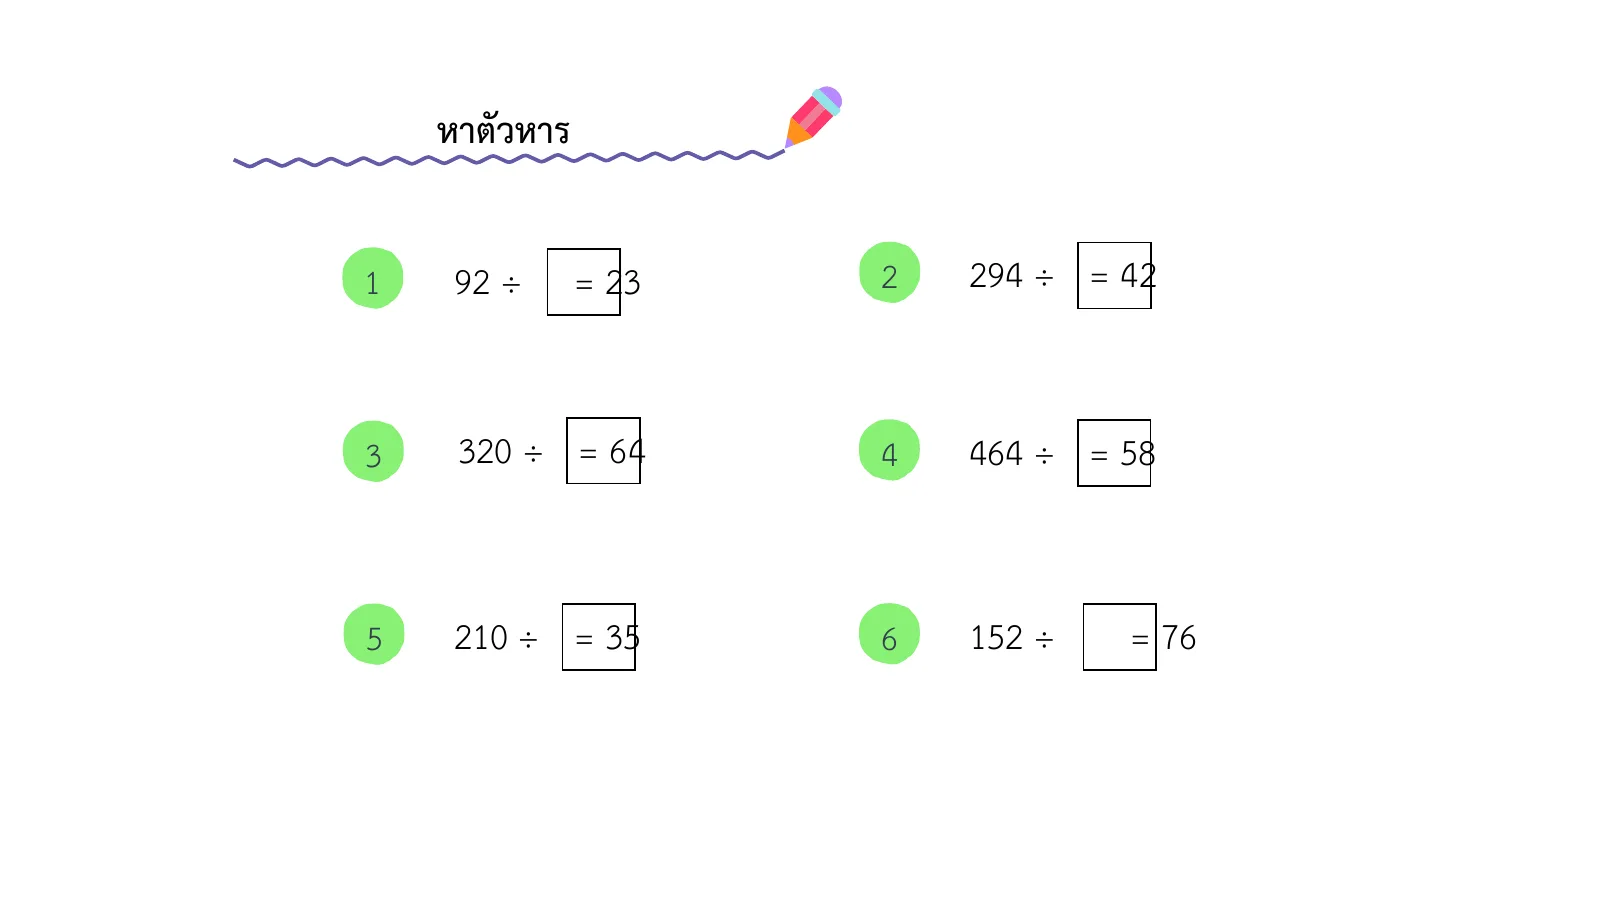 หาตัวหาร
1 92 ÷ = 23
2 294 ÷ = 42
3 320 ÷ = 64
4 464 ÷ = 58
5 210 ÷ = 35
6 152 ÷ = 76